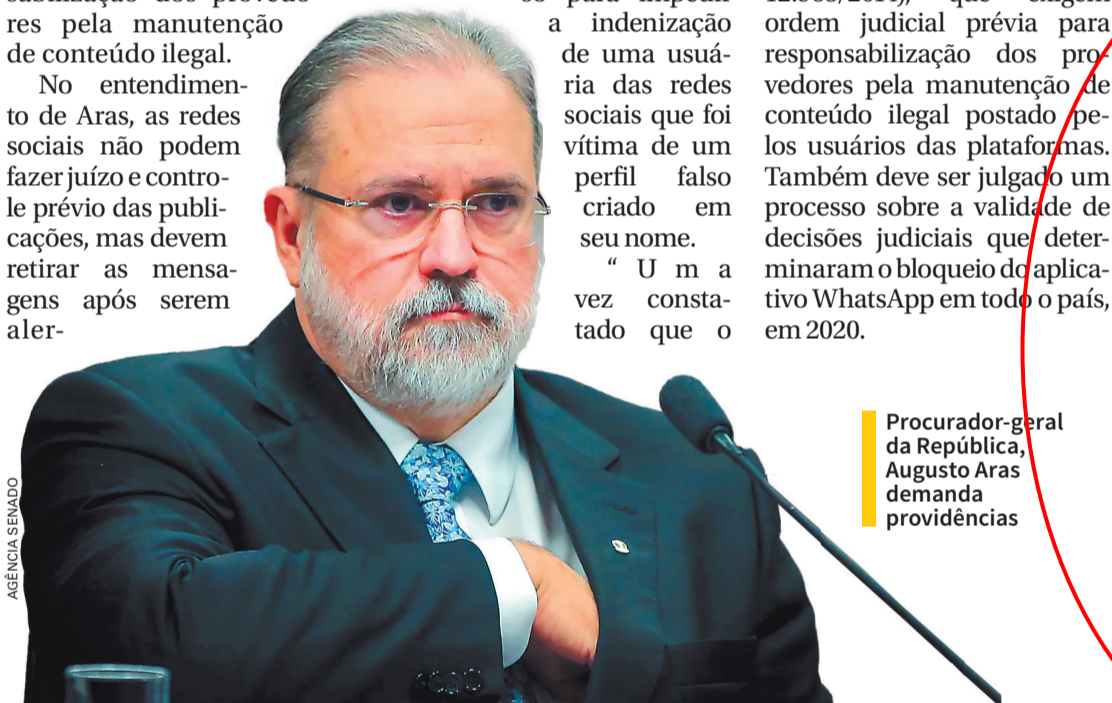 res pela manutenção
de conteúdo ilegal.
No entendimen-
to de Aras, as redes
sociais não podem
fazer juízo e contro-
le prévio das publi-
cações, mas devem
retirar as mensa-
gens após serem
aler-
a indenização
de uma usuá-
ria das redes
sociais que foi
vítima de um
perfil falso
criado em
seu nome.
“ U m a
vez consta-
tado que o
ordem judicial prévia para
responsabilização dos pro-
vedores pela manutenção de
conteúdo ilegal postado pe-
los usuários das plataformas.
Também deve ser julgado um
processo sobre a validade de
decisões judiciais que deter-
minaram o bloqueio do aplica-
tivo WhatsApp em todo o país,
em 2020.
Procurador-geral
da República,
Augusto Aras
demanda
providências
AGÊNCIA SENADO